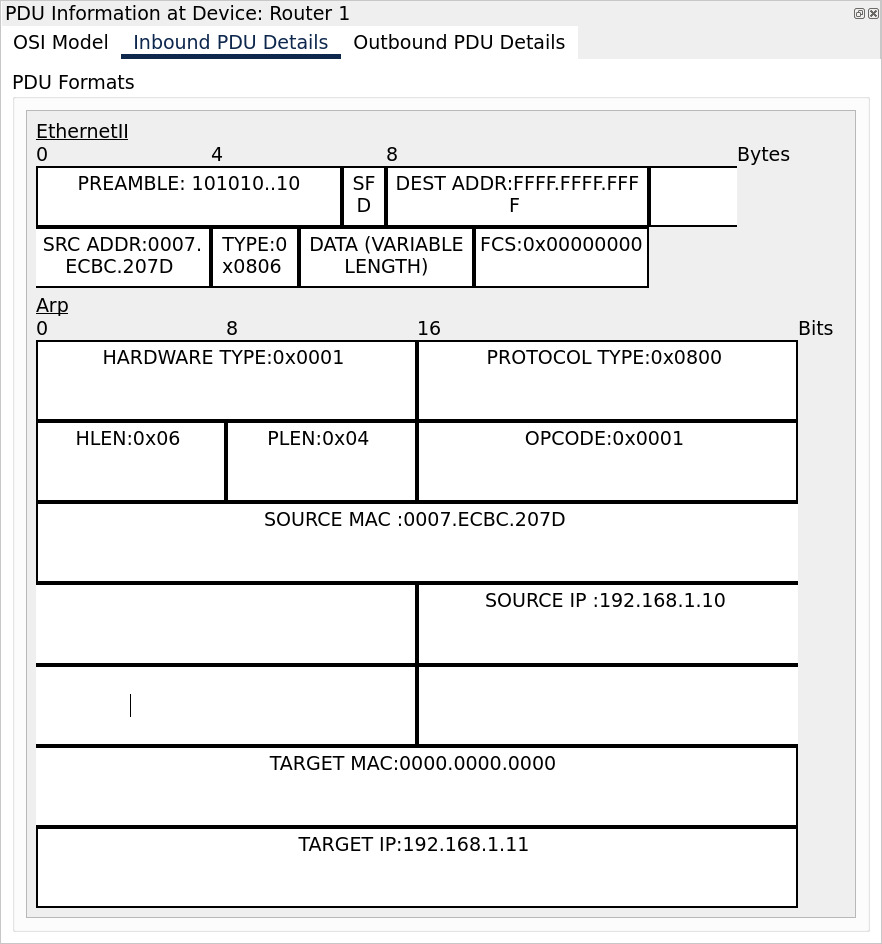 PDU Information at Device: Router 1
OSI Model Inbound PDU Details Outbound PDU Details
PDU Formats
EthernetII
0 4 8 Bytes
PREAMBLE: 101010..10
SF
D
DEST ADDR:FFFF.FFFF.FFF
F
SRC ADDR:0007.
ECBC.207D
TYPE:0
x0806
DATA (VARIABLE
LENGTH)
FCS:0x00000000
Arp
0 8 16 Bits
HARDWARE TYPE:0x0001 PROTOCOL TYPE:0x0800
HLEN:0x06 PLEN:0x04 OPCODE:0x0001
SOURCE MAC :0007.ECBC.207D
SOURCE IP :192.168.1.10
TARGET MAC:0000.0000.0000
TARGET IP:192.168.1.11